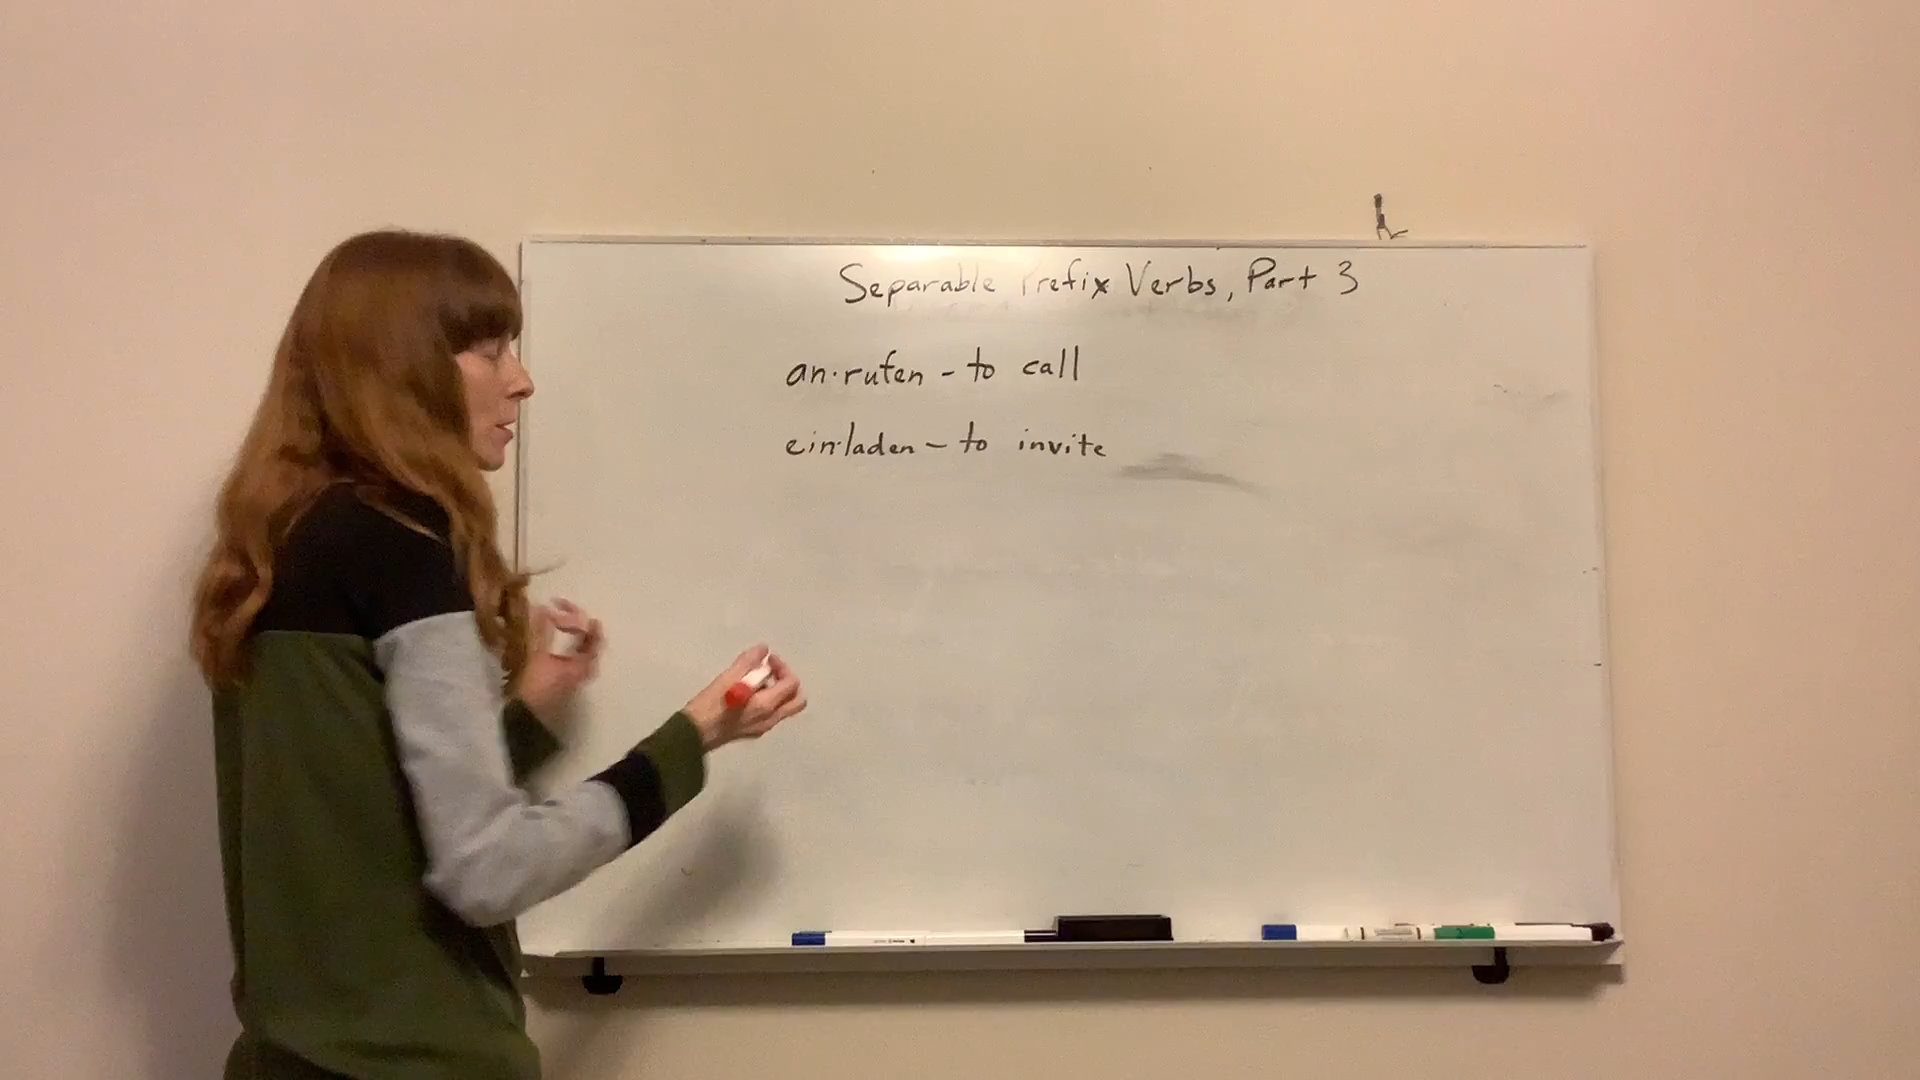 Separable Prefix Verbs, Part 3
an·rufen - to call
ein·laden - to invite